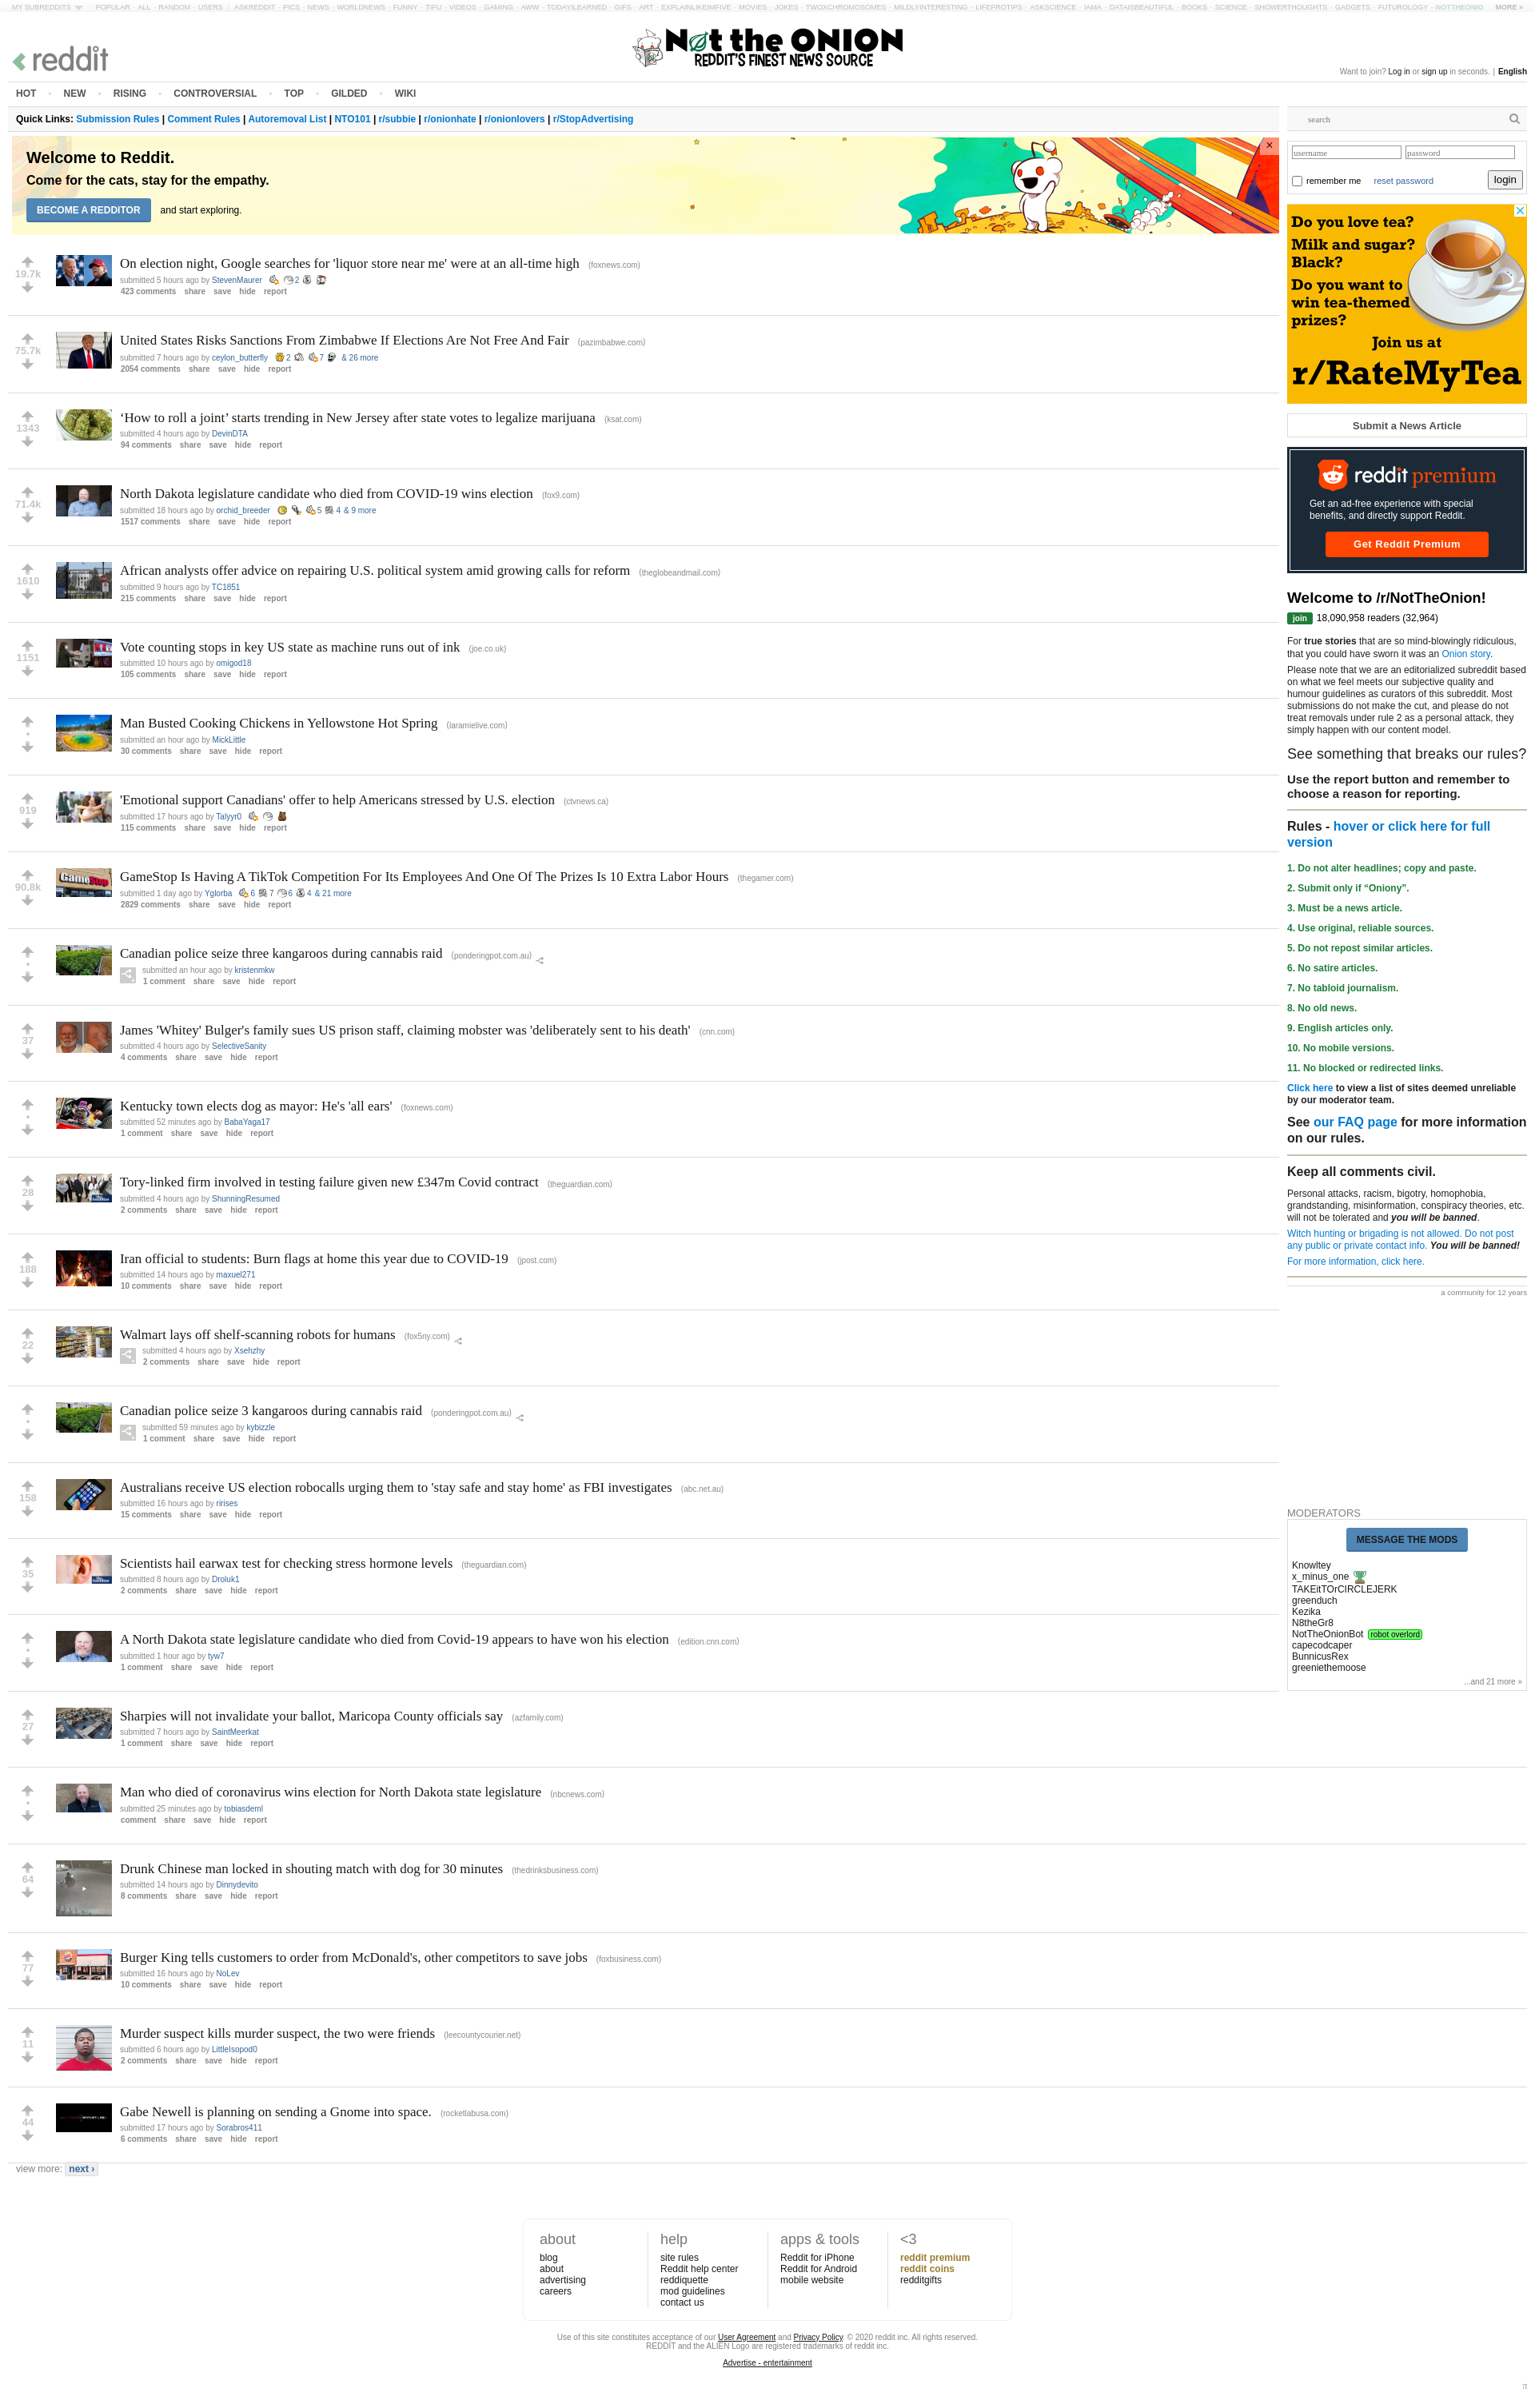 MY SUBREDDITS POPULAR - ALL - RANDOM - USERS | ASKREDDIT - PICS - NEWS - WORLDNEWS - FUNNY - TIFU - VIDEOS - GAMING - AWW - TODAYILEARNED - GIFS - ART - EXPLAINLIKEIMFIVE - MOVIES - JOKES - TWOXCHROMOSOMES - MILDLYINTERESTING - LIFEPROTIPS - ASKSCIENCE - IAMA - DATAISBEAUTIFUL - BOOKS - SCIENCE - SHOWERTHOUGHTS - GADGETS - FUTUROLOGY - NOTTHEONIO MORE »
reddit
Not the ONION
REDDIT'S FINEST NEWS SOURCE
Want to join? Log in or sign up in seconds. | English
HOT • NEW • RISING • CONTROVERSIAL • TOP • GILDED • WIKI
Quick Links: Submission Rules | Comment Rules | Autoremoval List | NTO101 | r/subbie | r/onionhate | r/onionlovers | r/StopAdvertising
Welcome to Reddit.
Come for the cats, stay for the empathy.
BECOME A REDDITOR and start exploring.
×
19.7k
On election night, Google searches for 'liquor store near me' were at an all-time high (foxnews.com)
submitted 5 hours ago by StevenMaurer 2
423 comments share save hide report
75.7k
United States Risks Sanctions From Zimbabwe If Elections Are Not Free And Fair (pazimbabwe.com)
submitted 7 hours ago by ceylon_butterfly 2 7 & 26 more
2054 comments share save hide report
1343
‘How to roll a joint’ starts trending in New Jersey after state votes to legalize marijuana (ksat.com)
submitted 4 hours ago by DevinDTA
94 comments share save hide report
71.4k
North Dakota legislature candidate who died from COVID-19 wins election (fox9.com)
submitted 18 hours ago by orchid_breeder 5 4 & 9 more
1517 comments share save hide report
1610
African analysts offer advice on repairing U.S. political system amid growing calls for reform (theglobeandmail.com)
submitted 9 hours ago by TC1851
215 comments share save hide report
1151
Vote counting stops in key US state as machine runs out of ink (joe.co.uk)
submitted 10 hours ago by omigod18
105 comments share save hide report
•
Man Busted Cooking Chickens in Yellowstone Hot Spring (laramielive.com)
submitted an hour ago by MickLittle
30 comments share save hide report
919
'Emotional support Canadians' offer to help Americans stressed by U.S. election (ctvnews.ca)
submitted 17 hours ago by Talyyr0
115 comments share save hide report
90.8k
GameStop
GameStop Is Having A TikTok Competition For Its Employees And One Of The Prizes Is 10 Extra Labor Hours (thegamer.com)
submitted 1 day ago by Yglorba 6 7 6 4 & 21 more
2829 comments share save hide report
•
Canadian police seize three kangaroos during cannabis raid (ponderingpot.com.au)
submitted an hour ago by kristenmkw
1 comment share save hide report
37
James 'Whitey' Bulger's family sues US prison staff, claiming mobster was 'deliberately sent to his death' (cnn.com)
submitted 4 hours ago by SelectiveSanity
4 comments share save hide report
•
Kentucky town elects dog as mayor: He's 'all ears' (foxnews.com)
submitted 52 minutes ago by BabaYaga17
1 comment share save hide report
28
Tory-linked firm involved in testing failure given new £347m Covid contract (theguardian.com)
submitted 4 hours ago by ShunningResumed
2 comments share save hide report
188
Iran official to students: Burn flags at home this year due to COVID-19 (jpost.com)
submitted 14 hours ago by maxuel271
10 comments share save hide report
22
Walmart lays off shelf-scanning robots for humans (fox5ny.com)
submitted 4 hours ago by Xsehzhy
2 comments share save hide report
•
Canadian police seize 3 kangaroos during cannabis raid (ponderingpot.com.au)
submitted 59 minutes ago by kybizzle
1 comment share save hide report
158
Australians receive US election robocalls urging them to 'stay safe and stay home' as FBI investigates (abc.net.au)
submitted 16 hours ago by ririses
15 comments share save hide report
35
Scientists hail earwax test for checking stress hormone levels (theguardian.com)
submitted 8 hours ago by Droluk1
2 comments share save hide report
•
A North Dakota state legislature candidate who died from Covid-19 appears to have won his election (edition.cnn.com)
submitted 1 hour ago by tyw7
1 comment share save hide report
27
Sharpies will not invalidate your ballot, Maricopa County officials say (azfamily.com)
submitted 7 hours ago by SaintMeerkat
1 comment share save hide report
•
Man who died of coronavirus wins election for North Dakota state legislature (nbcnews.com)
submitted 25 minutes ago by tobiasdeml
comment share save hide report
64
Drunk Chinese man locked in shouting match with dog for 30 minutes (thedrinksbusiness.com)
submitted 14 hours ago by Dinnydevito
8 comments share save hide report
77
Burger King tells customers to order from McDonald's, other competitors to save jobs (foxbusiness.com)
submitted 16 hours ago by NoLev
10 comments share save hide report
11
Murder suspect kills murder suspect, the two were friends (leecountycourier.net)
submitted 6 hours ago by LittleIsopod0
2 comments share save hide report
44
Gabe Newell is planning on sending a Gnome into space. (rocketlabusa.com)
submitted 17 hours ago by Sorabros411
6 comments share save hide report
view more: next ›
search
username password
remember me reset password login
Do you love tea?
Milk and sugar?
Black?
Do you want to
win tea-themed
prizes?
Join us at
r/RateMyTea
Submit a News Article
reddit premium
Get an ad-free experience with special
benefits, and directly support Reddit.
Get Reddit Premium
Welcome to /r/NotTheOnion!
join 18,090,958 readers (32,964)
For true stories that are so mind-blowingly ridiculous,
that you could have sworn it was an Onion story.
Please note that we are an editorialized subreddit based
on what we feel meets our subjective quality and
humour guidelines as curators of this subreddit. Most
submissions do not make the cut, and please do not
treat removals under rule 2 as a personal attack, they
simply happen with our content model.
See something that breaks our rules?
Use the report button and remember to
choose a reason for reporting.
Rules - hover or click here for full
version
1. Do not alter headlines; copy and paste.
2. Submit only if “Oniony”.
3. Must be a news article.
4. Use original, reliable sources.
5. Do not repost similar articles.
6. No satire articles.
7. No tabloid journalism.
8. No old news.
9. English articles only.
10. No mobile versions.
11. No blocked or redirected links.
Click here to view a list of sites deemed unreliable
by our moderator team.
See our FAQ page for more information
on our rules.
Keep all comments civil.
Personal attacks, racism, bigotry, homophobia,
grandstanding, misinformation, conspiracy theories, etc.
will not be tolerated and you will be banned.
Witch hunting or brigading is not allowed. Do not post
any public or private contact info. You will be banned!
For more information, click here.
a community for 12 years
MODERATORS
MESSAGE THE MODS
Knowltey
x_minus_one
TAKEitTOrCIRCLEJERK
greenduch
Kezika
N8theGr8
NotTheOnionBot robot overlord
capecodcaper
BunnicusRex
greeniethemoose
...and 21 more »
about
blog
about
advertising
careers
help
site rules
Reddit help center
reddiquette
mod guidelines
contact us
apps & tools
Reddit for iPhone
Reddit for Android
mobile website
<3
reddit premium
reddit coins
redditgifts
Use of this site constitutes acceptance of our User Agreement and Privacy Policy. © 2020 reddit inc. All rights reserved.
REDDIT and the ALIEN Logo are registered trademarks of reddit inc.
Advertise - entertainment
π